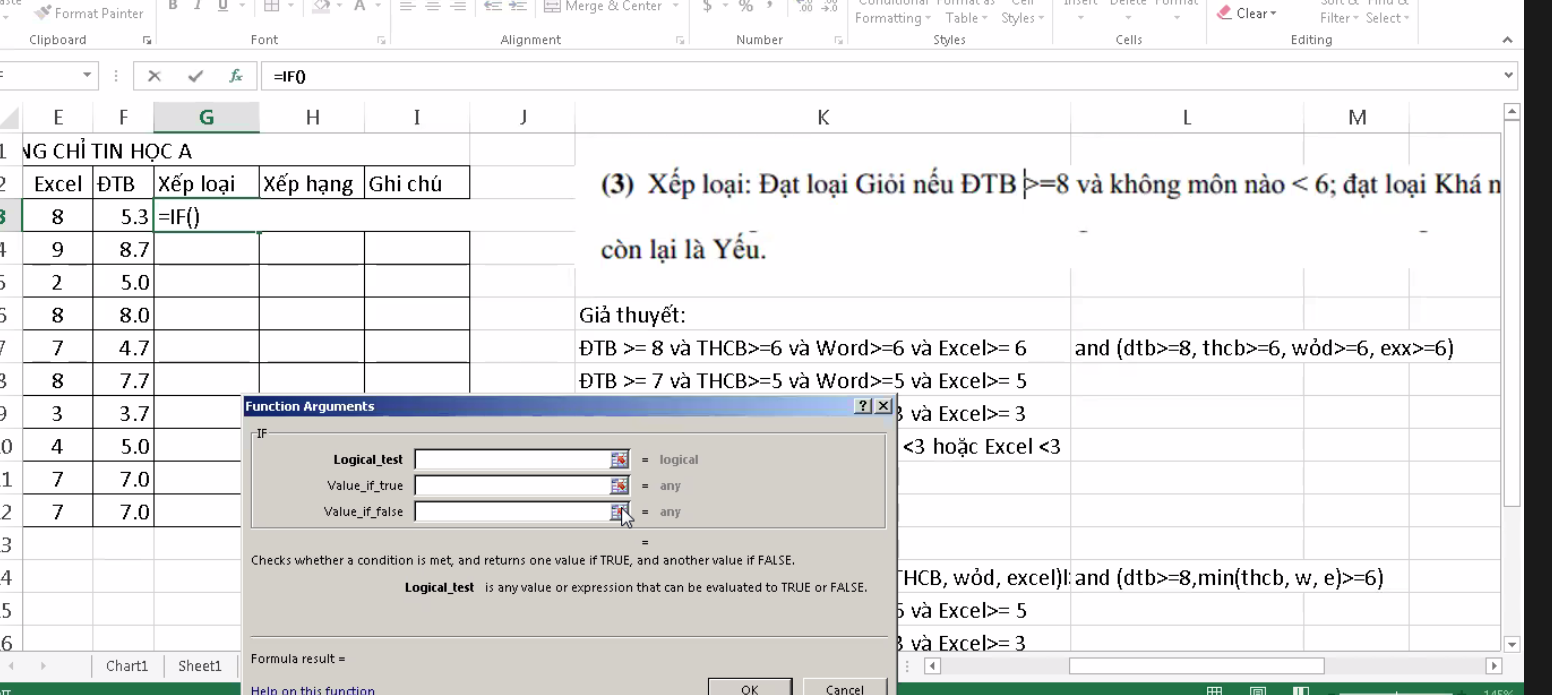 Format Painter
B I U
A
Merge & Center
$ % ,
Formatting Table Styles
Insert Delete Format
Clear
Filter Select
Clipboard
Font
Alignment
Number
Styles
Cells
Editing
fx
=IF()
E F G H I J K L M
NG CHỈ TIN HỌC A
Excel ĐTB Xếp loại Xếp hạng Ghi chú
8 5.3 =IF()
9 8.7
2 5.0
8 8.0
7 4.7
8 7.7
3 3.7
4 5.0
7 7.0
7 7.0
(3) Xếp loại: Đạt loại Giỏi nếu ĐTB >=8 và không môn nào < 6; đạt loại Khá n
còn lại là Yếu.
Giả thuyết:
ĐTB >= 8 và THCB>=6 và Word>=6 và Excel>= 6
and (dtb>=8, thcb>=6, wỏd>=6, exx>=6)
ĐTB >= 7 và THCB>=5 và Word>=5 và Excel>= 5
3 và Excel>= 3
<3 hoặc Excel <3
THCB, wỏd, excel)l
and (dtb>=8,min(thcb, w, e)>=6)
5 và Excel>= 5
3 và Excel>= 3
Function Arguments
? X
IF
Logical_test = logical
Value_if_true = any
Value_if_false = any
=
Checks whether a condition is met, and returns one value if TRUE, and another value if FALSE.
Logical_test is any value or expression that can be evaluated to TRUE or FALSE.
Formula result =
Help on this function
OK Cancel
Chart1 Sheet1
145%